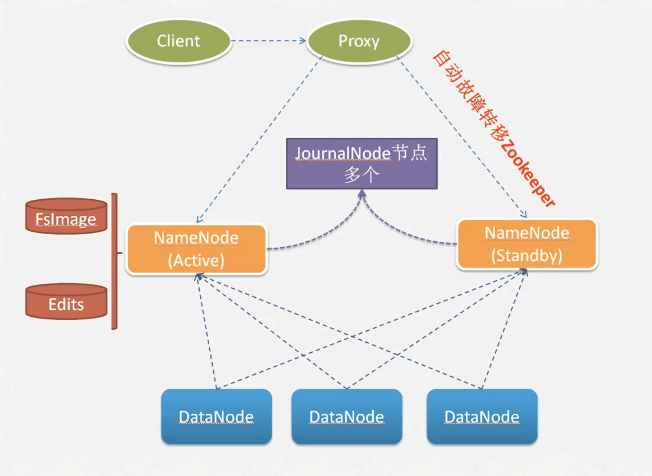 Client
Proxy
自动故障转移Zookeeper
JournalNode节点
多个
FsImage
NameNode
(Active)
NameNode
(Standby)
Edits
DataNode
DataNode
DataNode